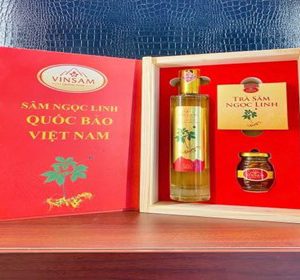 VINSAM
SÂM NGỌC LINH
QUỐC BẢO
VIỆT NAM
TRÀ SÂM
NGỌC LINH